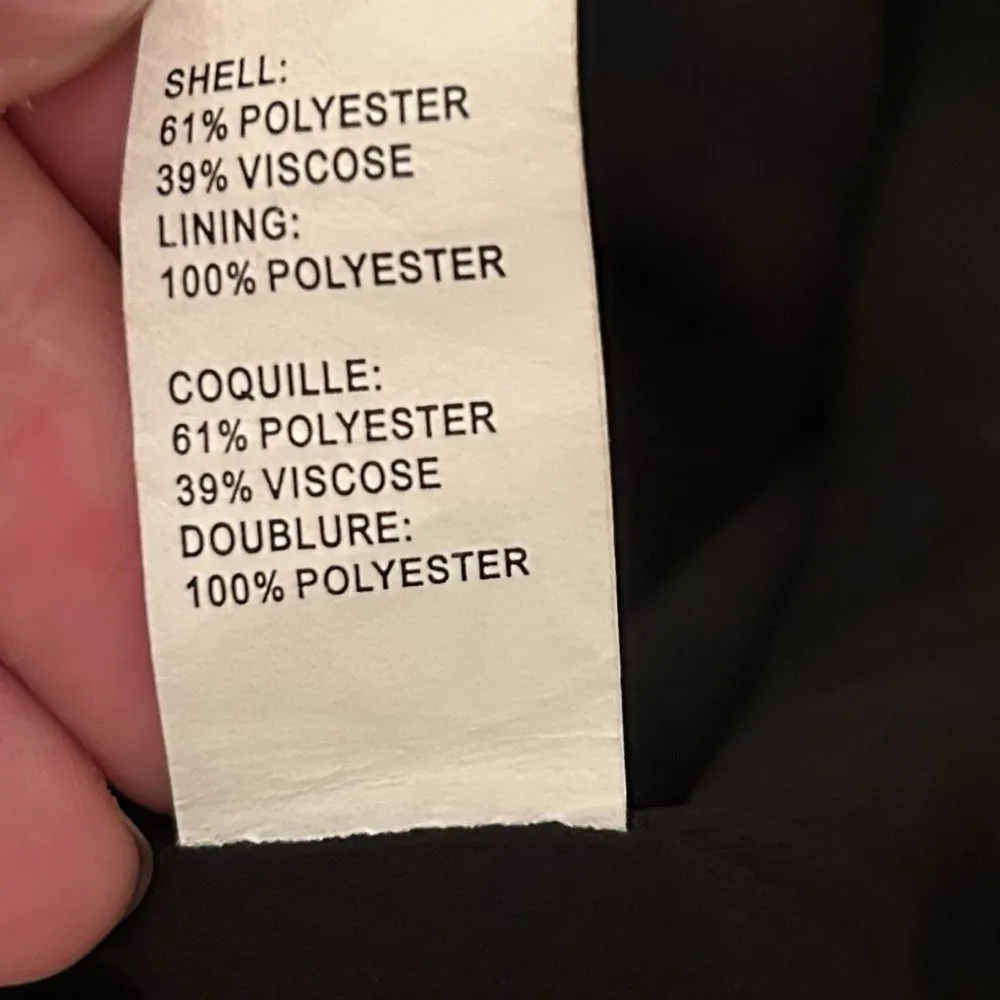 SHELL:
61% POLYESTER
39% VISCOSE
LINING:
100% POLYESTER
COQUILLE:
61% POLYESTER
39% VISCOSE
DOUBLURE:
100% POLYESTER